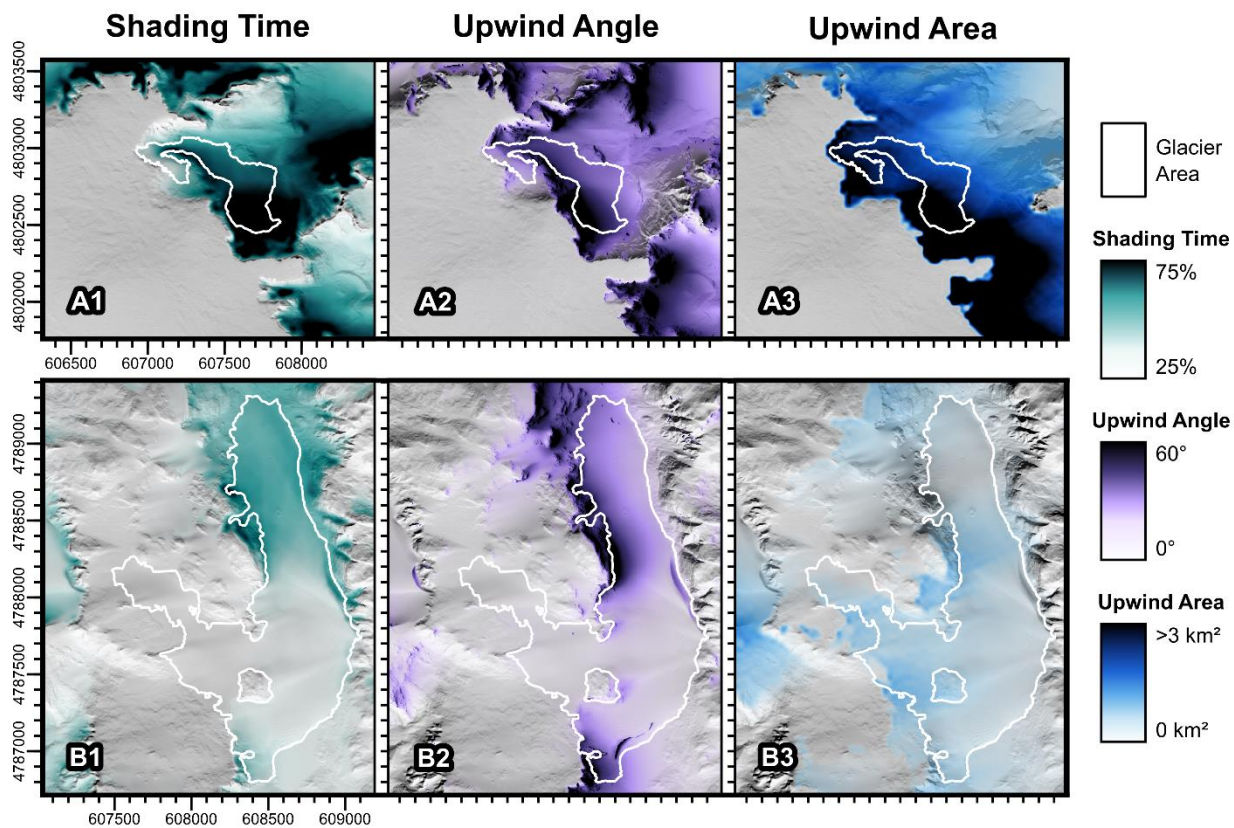 Shading Time
Upwind Angle
Upwind Area
4803500
4803000
4802500
4802000
A1
A2
A3
606500
607000
607500
608000
4789000
4788500
4788000
4787500
4787000
B1
B2
B3
607500
608000
608500
609000
Glacier
Area
Shading Time
75%
25%
Upwind Angle
60°
0°
Upwind Area
>3 km²
0 km²